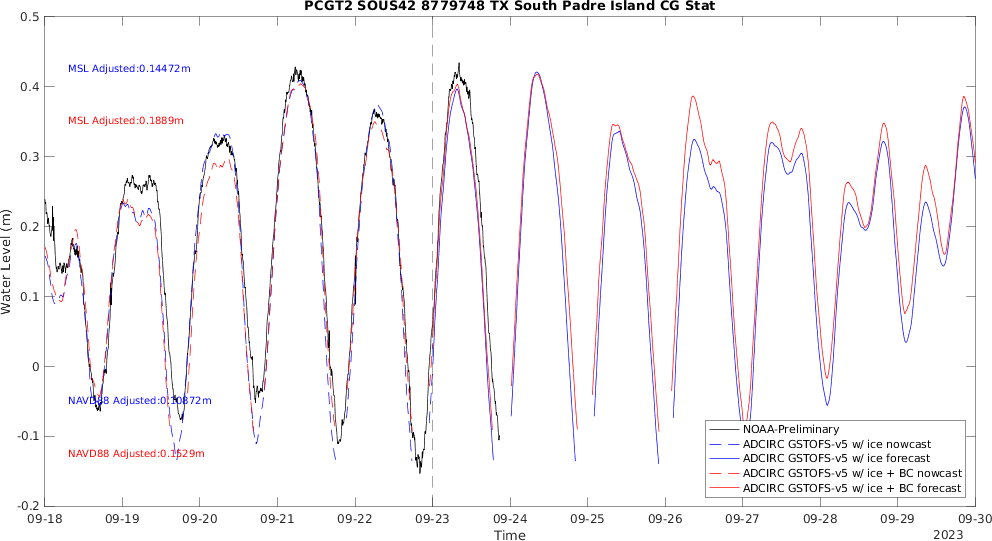 PCGT2 SOUS42 8779748 TX South Padre Island CG Stat
0.5
0.4
0.3
0.2
0.1
0
-0.1
-0.2
Water Level (m)
MSL Adjusted:0.14472m
MSL Adjusted:0.1889m
NAVD88 Adjusted:0.10872m
NAVD88 Adjusted:0.1529m
NOAA-Preliminary
ADCIRC GSTOFS-v5 w/ ice nowcast
ADCIRC GSTOFS-v5 w/ ice forecast
ADCIRC GSTOFS-v5 w/ ice + BC nowcast
ADCIRC GSTOFS-v5 w/ ice + BC forecast
09-18 09-19 09-20 09-21 09-22 09-23 09-24 09-25 09-26 09-27 09-28 09-29 09-30
Time
2023